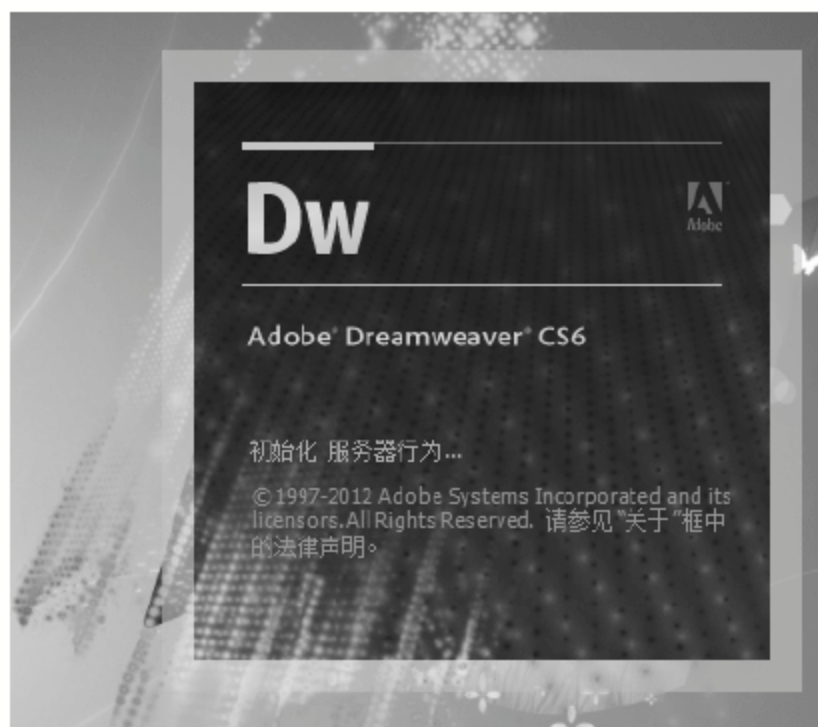 Dw
Adobe
Adobe® Dreamweaver® CS6
初始化 服务器行为...
© 1997-2012 Adobe Systems Incorporated and its
licensors. All Rights Reserved. 请参见“关于”框中
的法律声明。